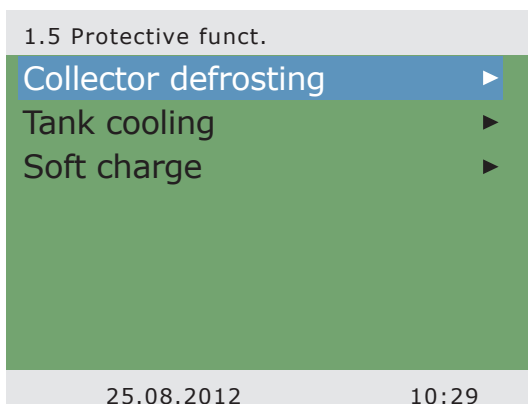 1.5 Protective funct.
Collector defrosting
Tank cooling
Soft charge
25.08.2012 10:29